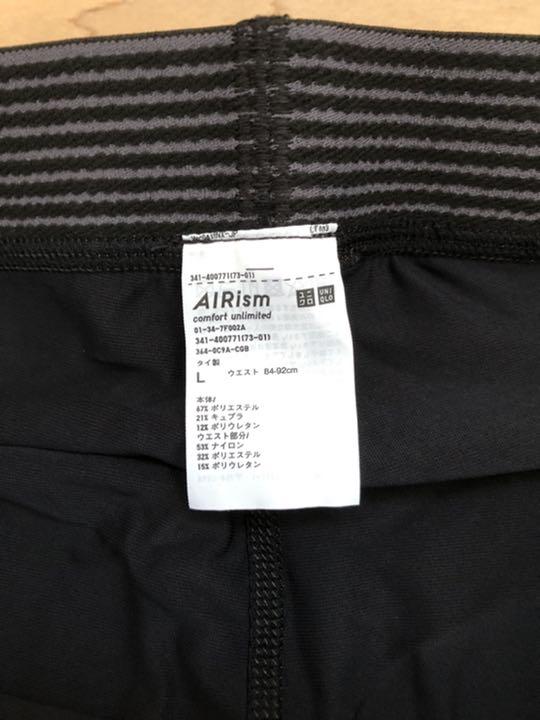 341-400771(73-01)
AIRism
ユニクロ
UNIQLO
comfort unlimited
01-34-7F002A
341-400771(73-01)
364-0C9A-CGB
タイ製
L ウエスト 84-92cm
本体/
67% ポリエステル
21% キュプラ
12% ポリウレタン
ウエスト部分/
53% ナイロン
32% ポリエステル
15% ポリウレタン